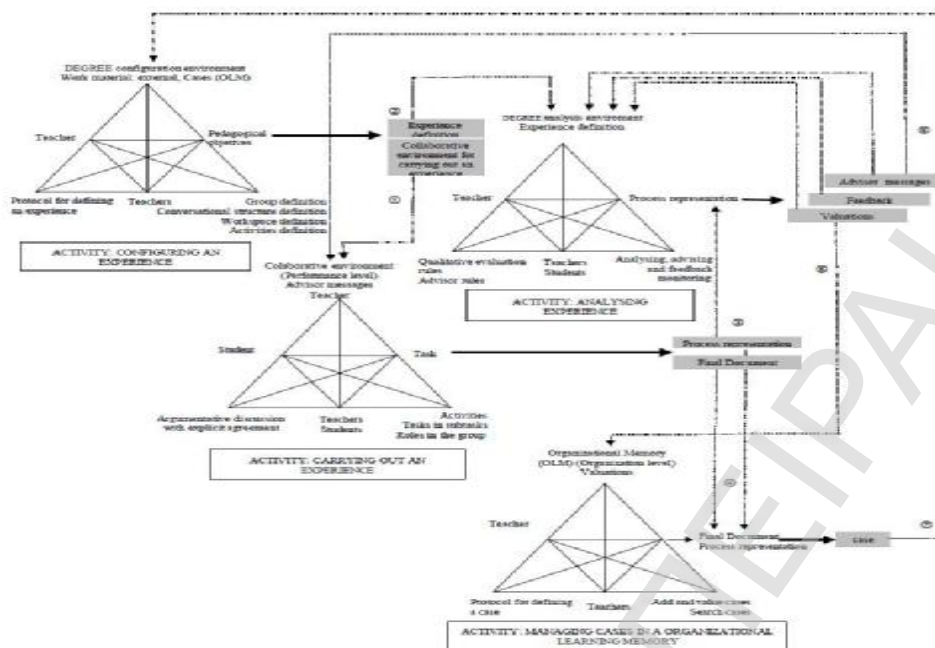 DEGREE configuration environment
Work material: external, Cases (OLM)
Teacher
Pedagogical
objetives
Protocol for defining
an experience
Teachers
Group definition
Conversational structure definition
Workspace definition
Activities definition
ACTIVITY: CONFIGURING AN
EXPERIENCE
Experience
definition
Collaborative
environment for
carrying out an
experience
DEGREE analysis environment
Experience definition
Teacher
Process representation
Qualitative evaluation
rules
Advisor rules
Teachers
Students
Analysing, advising
and feedback
monitoring
ACTIVITY: ANALYSING
EXPERIENCE
Advisor messages
Feedback
Valuations
Collaborative environment
(Performance level)
Advisor messages
Teacher
Student
Task
Argumentative discussion
with explicit agreement
Teachers
Students
Activities
Tasks in subtasks
Roles in the group
ACTIVITY: CARRYING OUT AN
EXPERIENCE
Process representation
Final Document
Organizational Memory
(OLM) (Organization level)
Valuations
Teacher
Final Document
Process representation
case
Protocol for defining
a case
Teachers
Add and value cases
Search cases
ACTIVITY: MANAGING CASES IN A ORGANIZATIONAL
LEARNING MEMORY